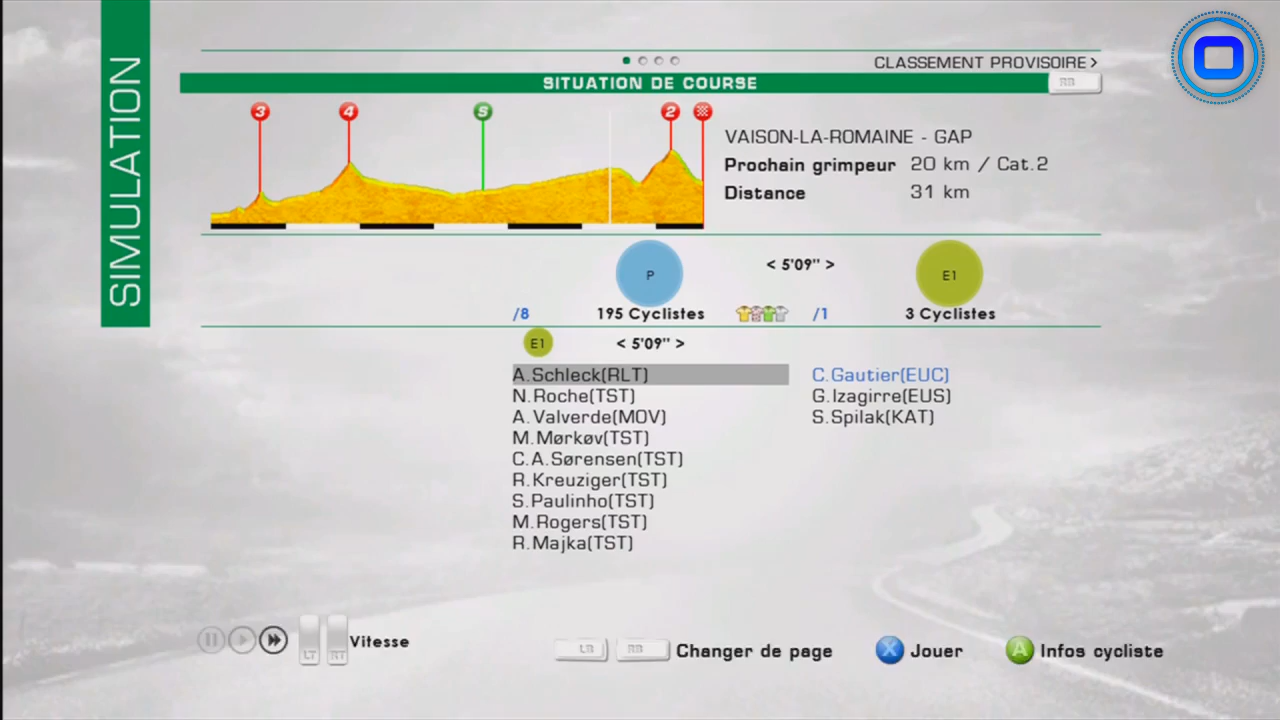 SIMULATION
CLASSEMENT PROVISOIRE >
SITUATION DE COURSE
RB
3 4 S 2
VAISON-LA-ROMAINE - GAP
Prochain grimpeur 20 km / Cat.2
Distance 31 km
P < 5'09'' > E1
/8 195 Cyclistes /1 3 Cyclistes
E1 < 5'09'' >
A.Schleck(RLT) C.Gautier(EUC)
N.Roche(TST) G.Izagirre(EUS)
A.Valverde(MOV) S.Spilak(KAT)
M.Mørkøv(TST)
C.A.Sørensen(TST)
R.Kreuziger(TST)
S.Paulinho(TST)
M.Rogers(TST)
R.Majka(TST)
LT RT Vitesse
LB RB Changer de page X Jouer A Infos cycliste